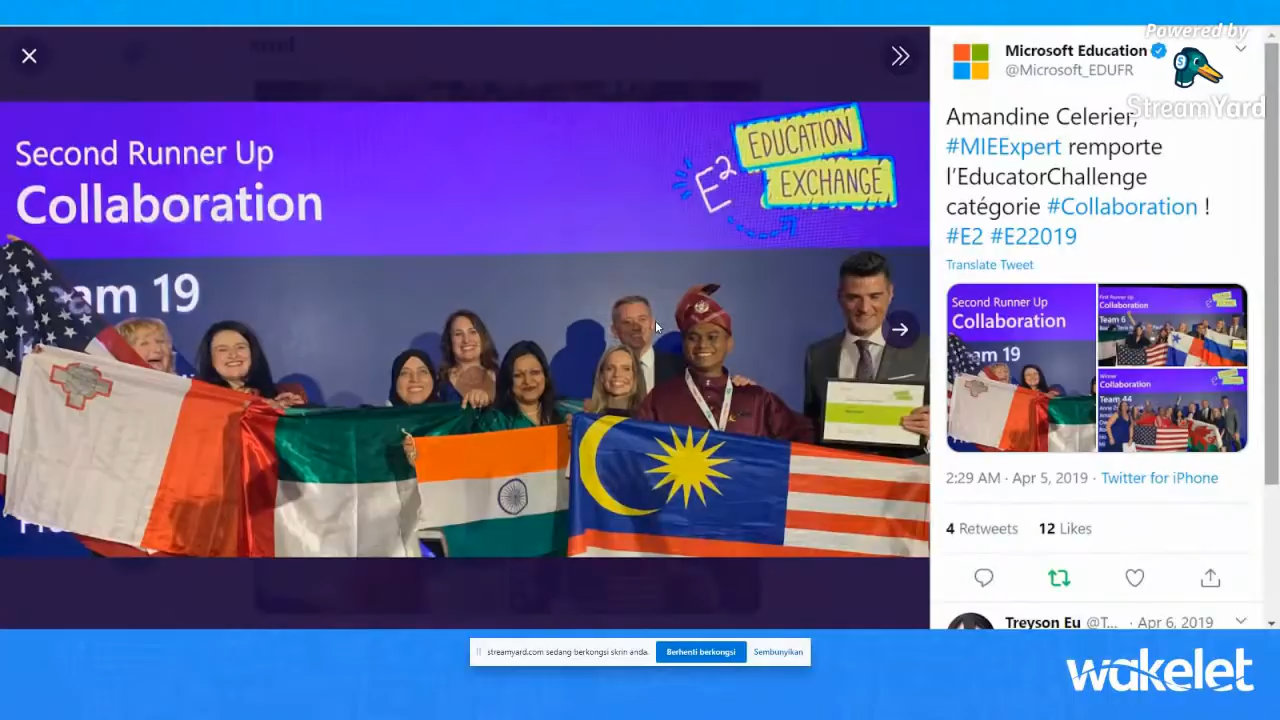 Second Runner Up
Collaboration
EDUCATION
EXCHANGE
E2
am 19
Powered by
StreamYard
Microsoft Education
@Microsoft_EDUFR
Amandine Celerier,
#MIEExpert remporte
l'EducatorChallenge
catégorie #Collaboration !
#E2 #E22019
Translate Tweet
Second Runner Up
Collaboration
am 19
First Runner Up
Collaboration
Team 6
Winner
Collaboration
Team 44
2:29 AM · Apr 5, 2019 · Twitter for iPhone
4 Retweets 12 Likes
Treyson Eu @T... · Apr 6, 2019
streamyard.com sedang berkongsi skrin anda.
Berhenti berkongsi
Sembunyikan
wakelet